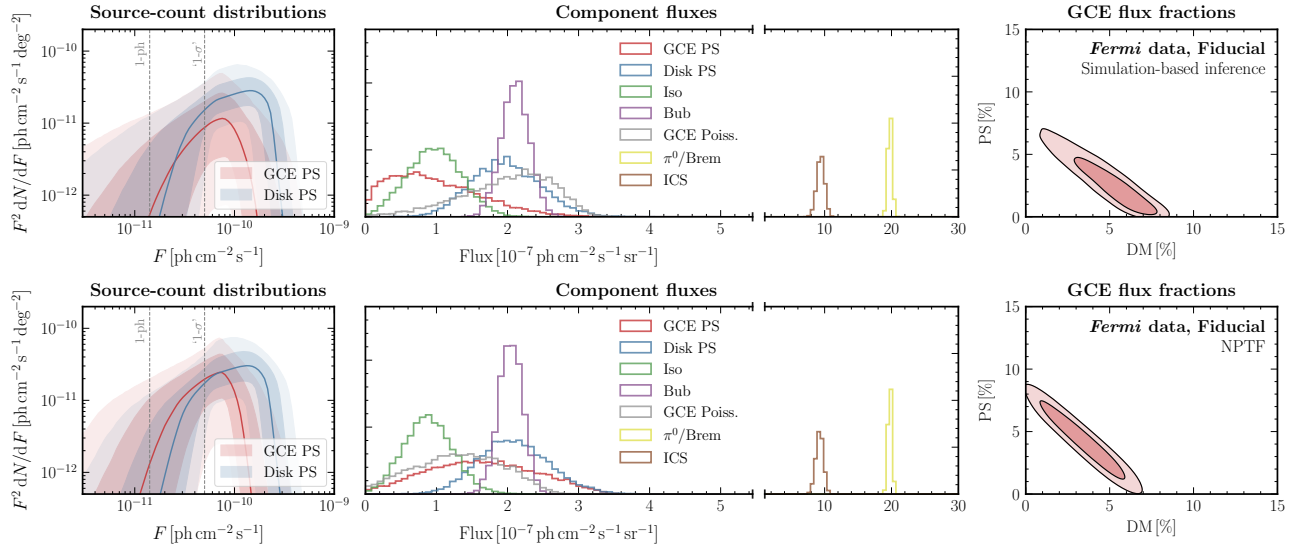 Source-count distributions
Component fluxes
GCE flux fractions
F² dN/dF [ph cm⁻² s⁻¹ deg⁻²]
10⁻¹⁰
10⁻¹¹
10⁻¹²
1-ph
'1-σ'
GCE PS
Disk PS
10⁻¹¹
10⁻¹⁰
10⁻⁹
F [ph cm⁻² s⁻¹]
GCE PS
Disk PS
Iso
Bub
GCE Poiss.
π⁰/Brem
ICS
0
1
2
3
4
5
10
20
30
Flux [10⁻⁷ ph cm⁻² s⁻¹ sr⁻¹]
PS [%]
15
10
5
0
Fermi data, Fiducial
Simulation-based inference
0
5
10
15
DM [%]
Source-count distributions
Component fluxes
GCE flux fractions
F² dN/dF [ph cm⁻² s⁻¹ deg⁻²]
10⁻¹⁰
10⁻¹¹
10⁻¹²
1-ph
'1-σ'
GCE PS
Disk PS
10⁻¹¹
10⁻¹⁰
10⁻⁹
F [ph cm⁻² s⁻¹]
GCE PS
Disk PS
Iso
Bub
GCE Poiss.
π⁰/Brem
ICS
0
1
2
3
4
5
10
20
30
Flux [10⁻⁷ ph cm⁻² s⁻¹ sr⁻¹]
PS [%]
15
10
5
0
Fermi data, Fiducial
NPTF
0
5
10
15
DM [%]